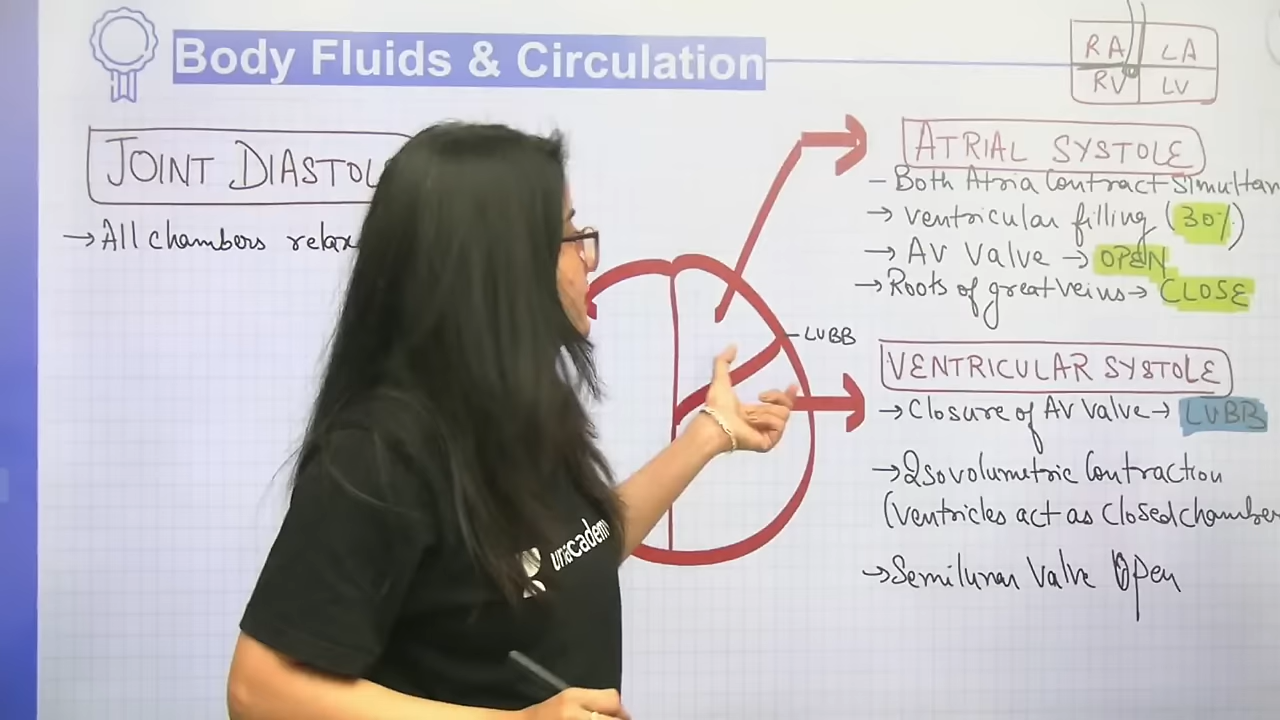 Body Fluids & Circulation
RA LA
RV LV
JOINT DIASTOL
→ All chambers relax
ATRIAL SYSTOLE
- Both Atria Contract Simultan
→ ventricular filling (30%)
→ AV Valve → OPEN
→ Roots of great veins → CLOSE
LUBB
VENTRICULAR SYSTOLE
→ Closure of AV Valve → LUBB
→ Isovolumetric Contraction
(ventricles act as closed chamber
→ Semilunar Valve Open
unacademy